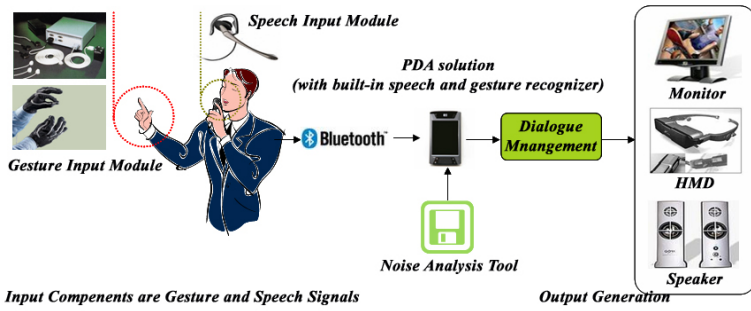 Speech Input Module
PDA solution
(with built-in speech and gesture recognizer)
Monitor
Bluetooth™
Dialogue
Mnangement
Gesture Input Module
HMD
Noise Analysis Tool
Speaker
Input Compenents are Gesture and Speech Signals
Output Generation